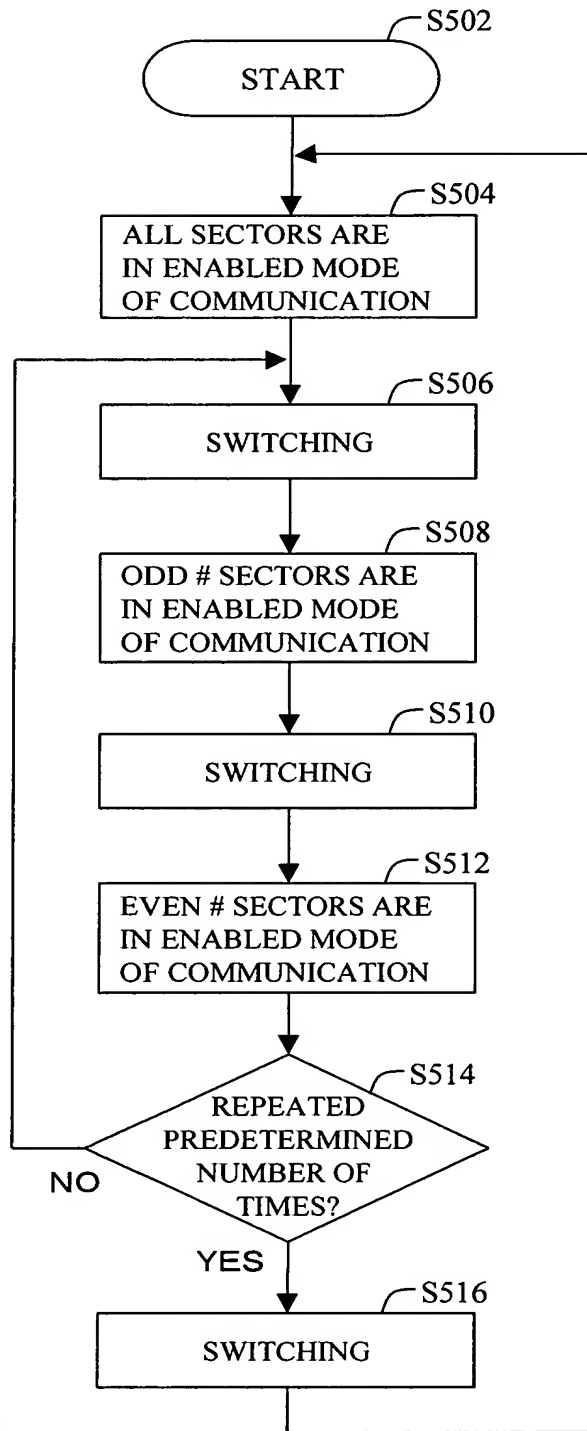 S502
START
S504
ALL SECTORS ARE
IN ENABLED MODE
OF COMMUNICATION
S506
SWITCHING
S508
ODD # SECTORS ARE
IN ENABLED MODE
OF COMMUNICATION
S510
SWITCHING
S512
EVEN # SECTORS ARE
IN ENABLED MODE
OF COMMUNICATION
S514
REPEATED
PREDETERMINED
NUMBER OF
TIMES?
NO
YES
S516
SWITCHING